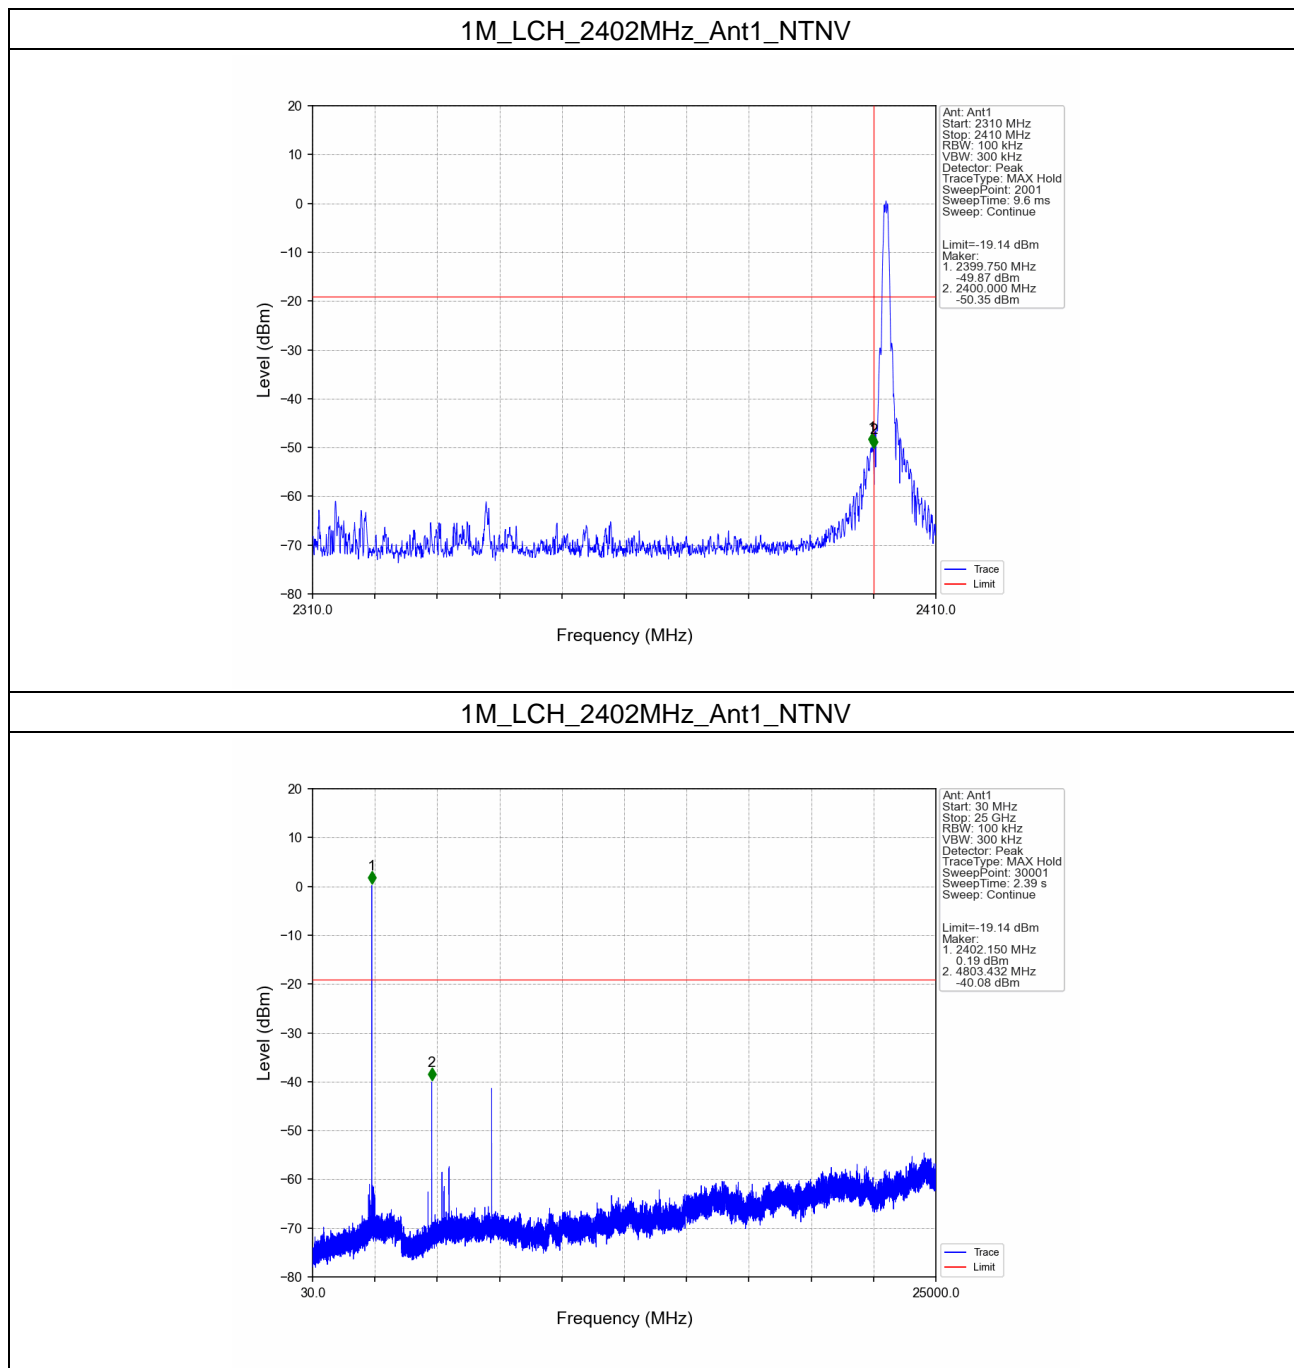 1M_LCH_2402MHz_Ant1_NTNV
20
10
0
−10
−20
−30
−40
−50
−60
−70
−80
Level (dBm)
2310.0
2410.0
Frequency (MHz)
1
2
Ant: Ant1
Start: 2310 MHz
Stop: 2410 MHz
RBW: 100 kHz
VBW: 300 kHz
Detector: Peak
TraceType: MAX Hold
SweepPoint: 2001
SweepTime: 9.6 ms
Sweep: Continue
Limit=-19.14 dBm
Maker:
1. 2399.750 MHz
-49.87 dBm
2. 2400.000 MHz
-50.35 dBm
Trace
Limit
1M_LCH_2402MHz_Ant1_NTNV
20
10
0
−10
−20
−30
−40
−50
−60
−70
−80
Level (dBm)
30.0
25000.0
Frequency (MHz)
1
2
Ant: Ant1
Start: 30 MHz
Stop: 25 GHz
RBW: 100 kHz
VBW: 300 kHz
Detector: Peak
TraceType: MAX Hold
SweepPoint: 30001
SweepTime: 2.39 s
Sweep: Continue
Limit=-19.14 dBm
Maker:
1. 2402.150 MHz
0.19 dBm
2. 4803.432 MHz
-40.08 dBm
Trace
Limit